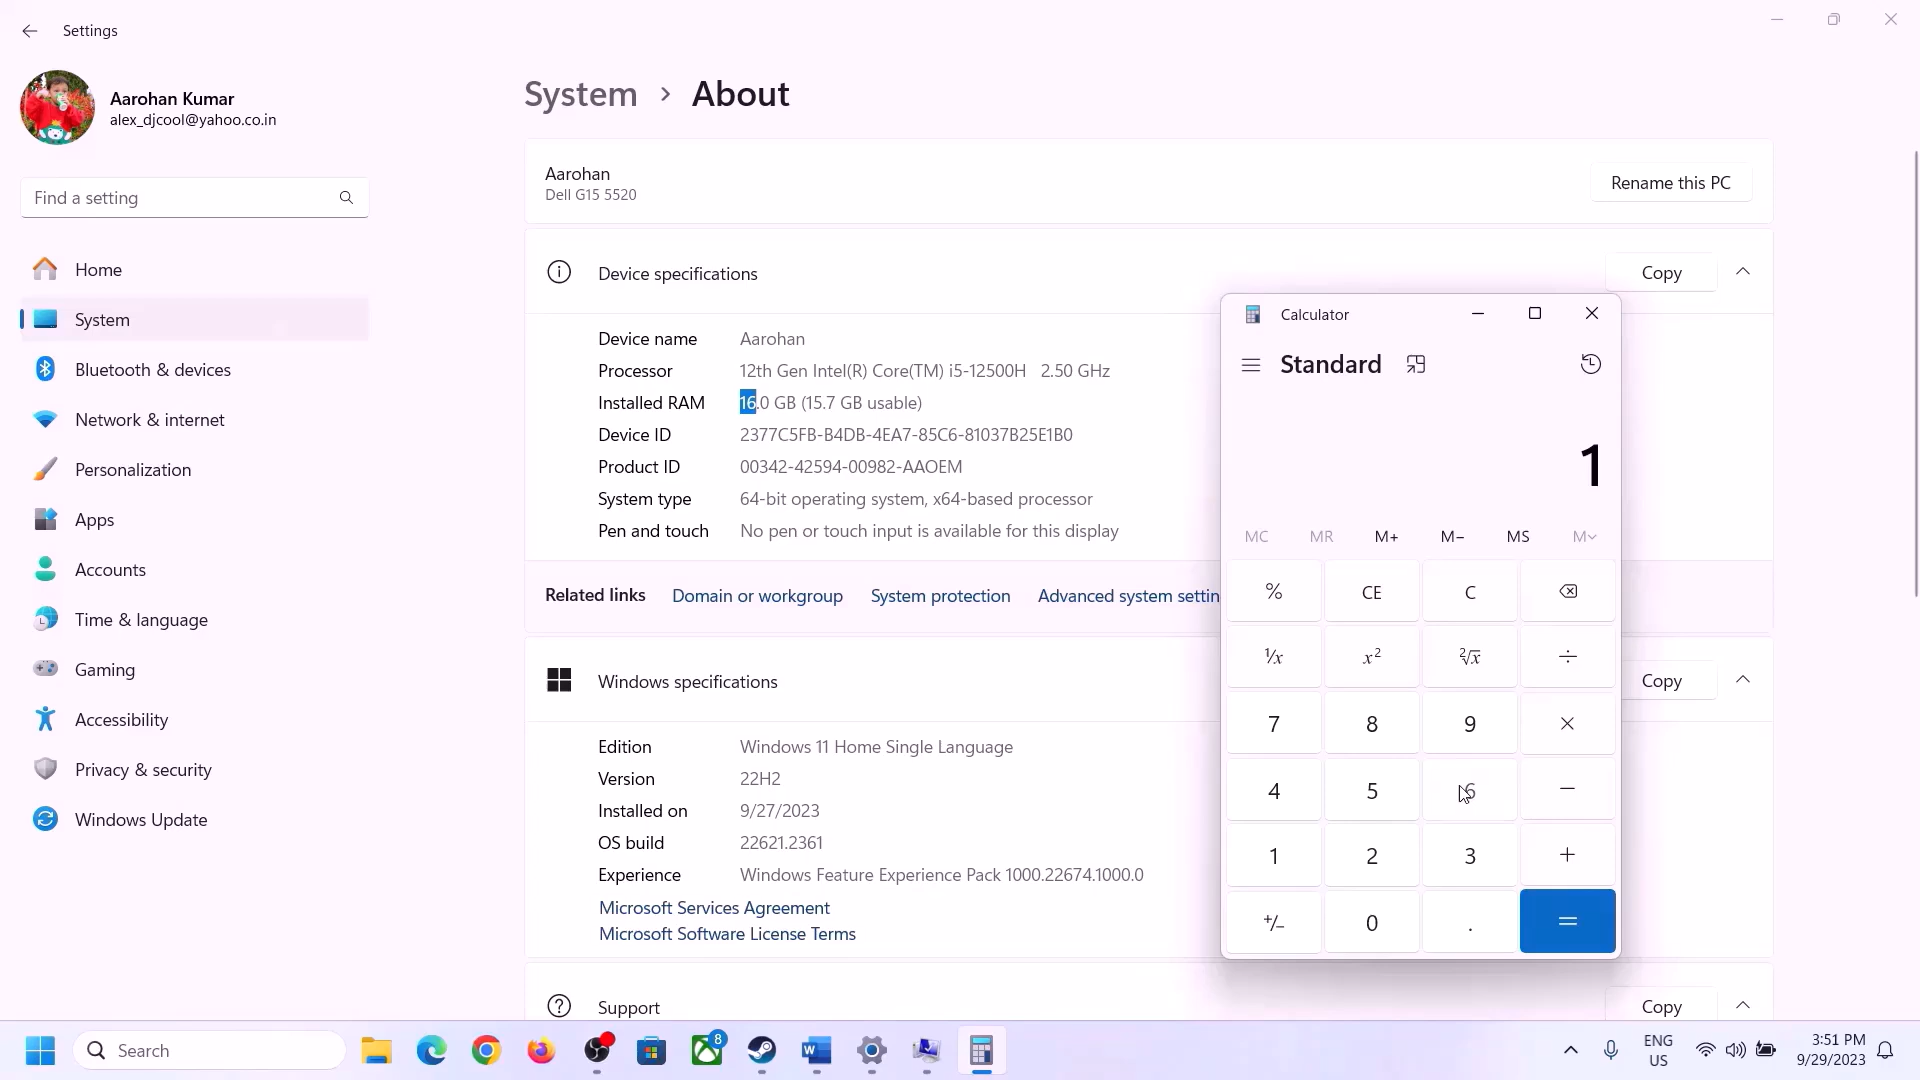 Settings
Aarohan Kumar
alex_djcool@yahoo.co.in
Find a setting
Home
System
Bluetooth & devices
Network & internet
Personalization
Apps
Accounts
Time & language
Gaming
Accessibility
Privacy & security
Windows Update
System > About
Aarohan
Dell G15 5520
Rename this PC
Device specifications
Copy
Device name Aarohan
Processor 12th Gen Intel(R) Core(TM) i5-12500H 2.50 GHz
Installed RAM 16.0 GB (15.7 GB usable)
Device ID 2377C5FB-B4DB-4EA7-85C6-81037B25E1B0
Product ID 00342-42594-00982-AAOEM
System type 64-bit operating system, x64-based processor
Pen and touch No pen or touch input is available for this display
Related links Domain or workgroup System protection Advanced system settin
Windows specifications
Copy
Edition Windows 11 Home Single Language
Version 22H2
Installed on 9/27/2023
OS build 22621.2361
Experience Windows Feature Experience Pack 1000.22674.1000.0
Microsoft Services Agreement
Microsoft Software License Terms
Support
Copy
Calculator
Standard
1
MC MR M+ M− MS M
% CE C
⅟x x² ²√x ÷
7 8 9 ×
4 5 6 −
1 2 3 +
+/− 0 . =
Search
8
W
ENG
US
3:51 PM
9/29/2023